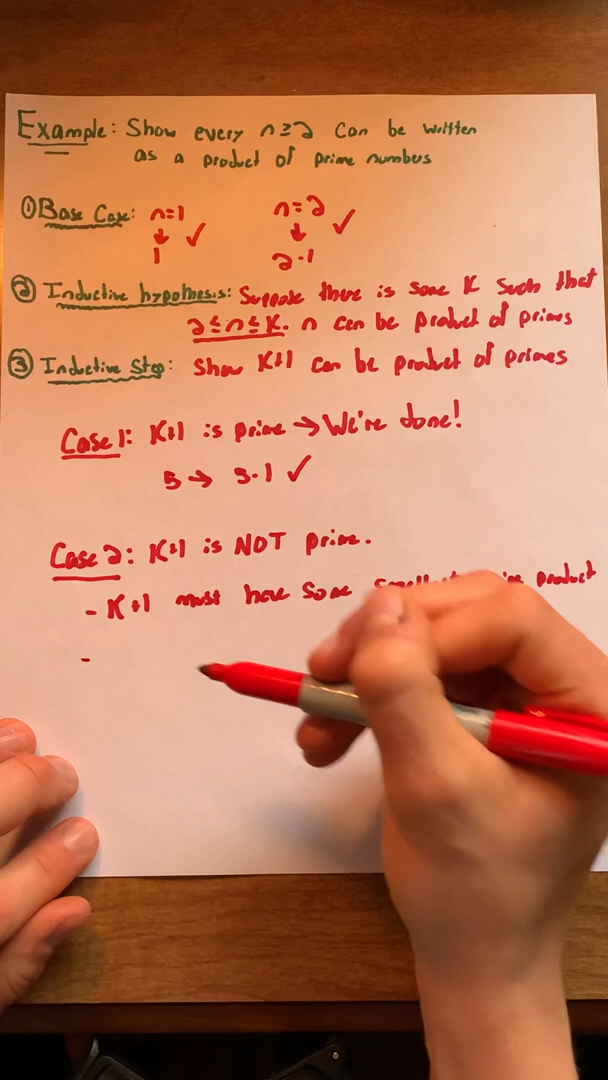 Example: Show every n≥2 can be written
as a product of prime numbers
① Base Case: n=1 n=2
↓ ✓ ↓ ✓
1 2·1
② Inductive hypothesis: Suppose there is some K such that
2≤n≤K. n can be product of primes
③ Inductive Step: Show K+1 can be product of primes
Case 1: K+1 is prime → We're done!
5 → 5·1 ✓
Case 2: K+1 is NOT prime.
- K+1 must have some product
-